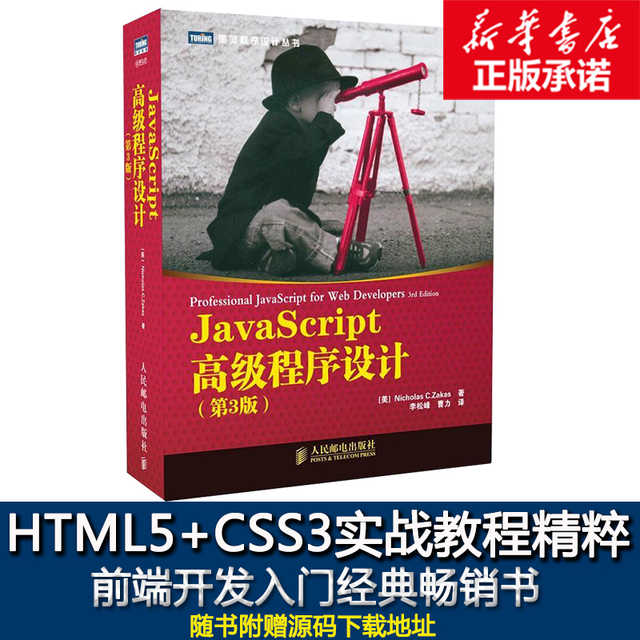 新华书店
正版承诺
TURING
图灵程序设计丛书
JavaScript
高级程序设计
(第3版)
[美] Nicholas C.Zakas 著
人民邮电出版社
Professional JavaScript for Web Developers 3rd Edition
JavaScript
高级程序设计
(第3版)
[美] Nicholas C.Zakas 著
李松峰 曹力 译
人民邮电出版社
POSTS & TELECOM PRESS
HTML5+CSS3实战教程精粹
前端开发入门经典畅销书
随书附赠源码下载地址